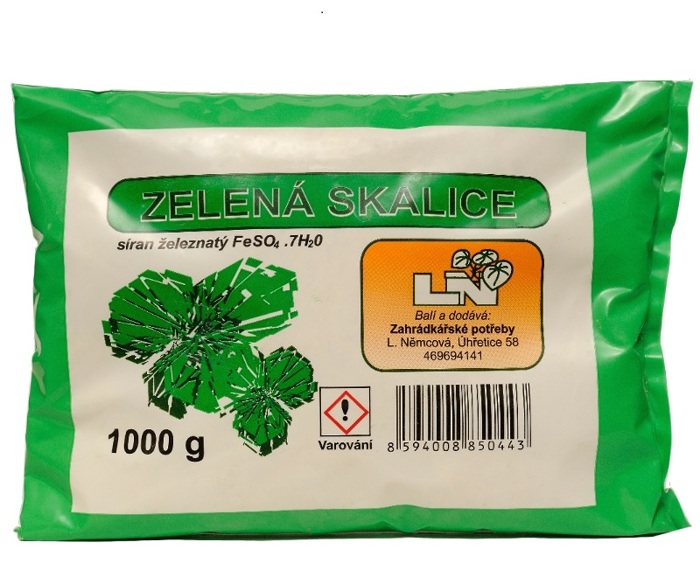 ZELENÁ SKALICE
síran železnatý FeSO₄ .7H₂0
LN
Balí a dodává:
Zahrádkářské potřeby
L. Němcová, Úhřetice 58
469694141
1000 g
Varování
8 594008 850443